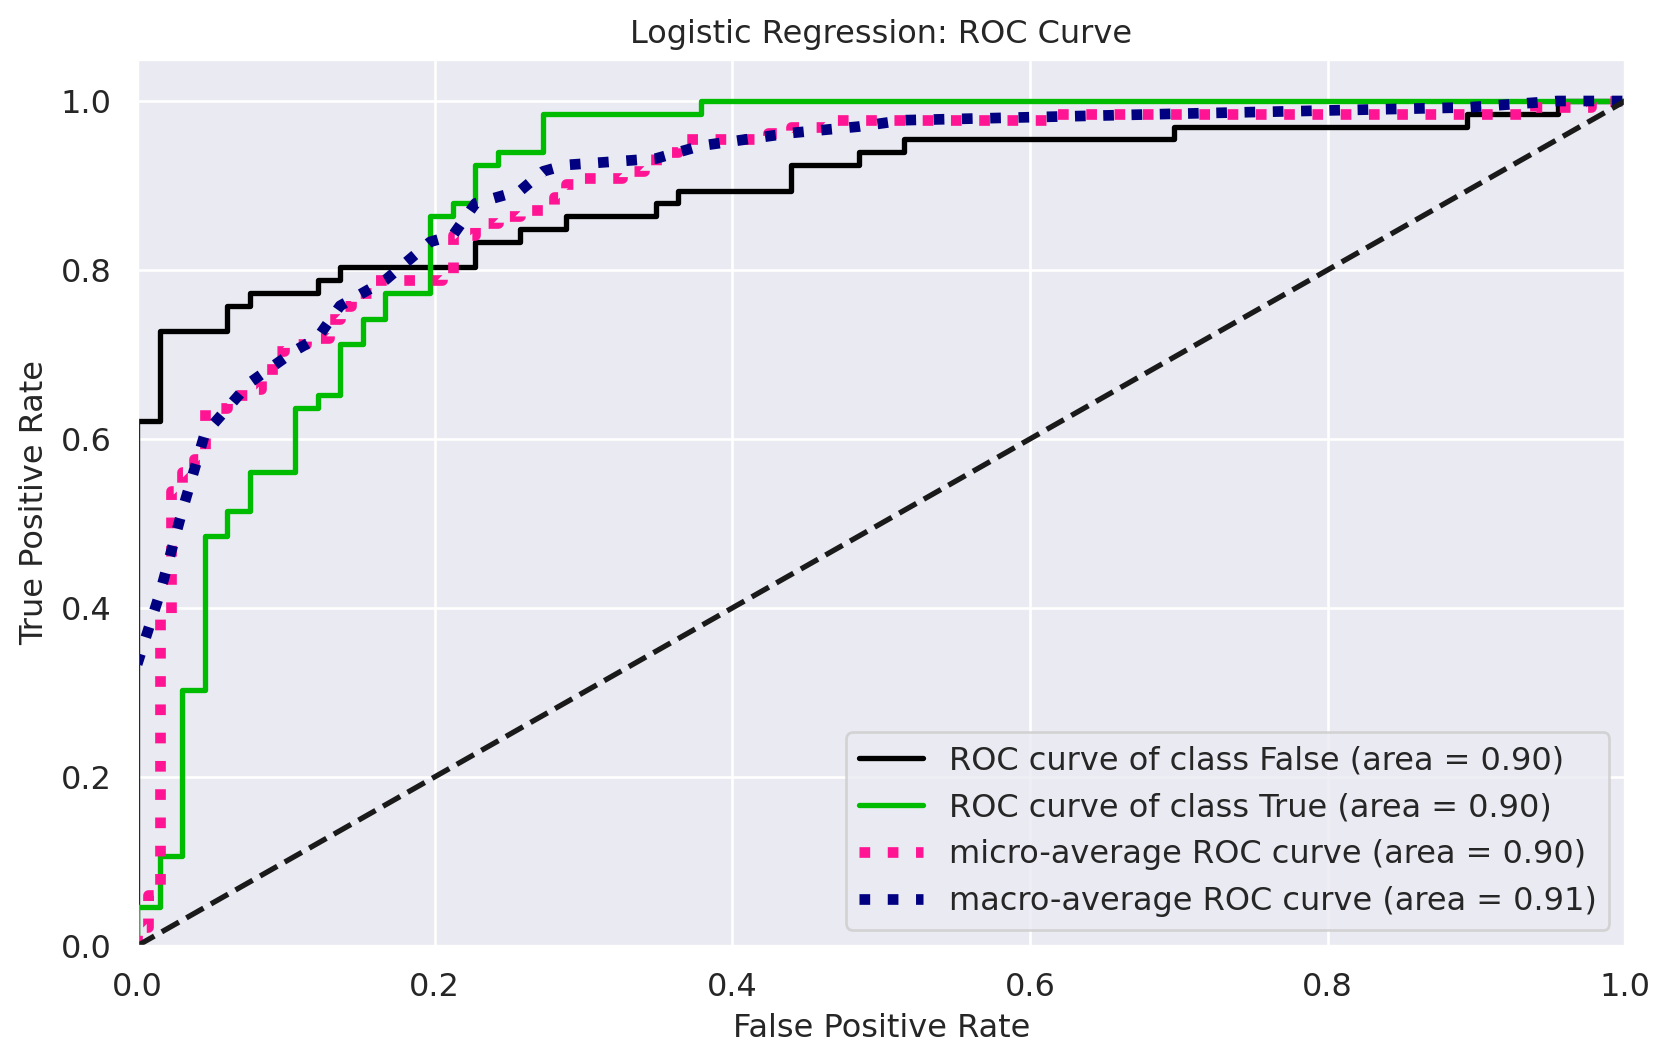 Logistic Regression: ROC Curve
True Positive Rate
1.0
0.8
0.6
0.4
0.2
0.0
ROC curve of class False (area = 0.90)
ROC curve of class True (area = 0.90)
micro-average ROC curve (area = 0.90)
macro-average ROC curve (area = 0.91)
0.0 0.2 0.4 0.6 0.8 1.0
False Positive Rate